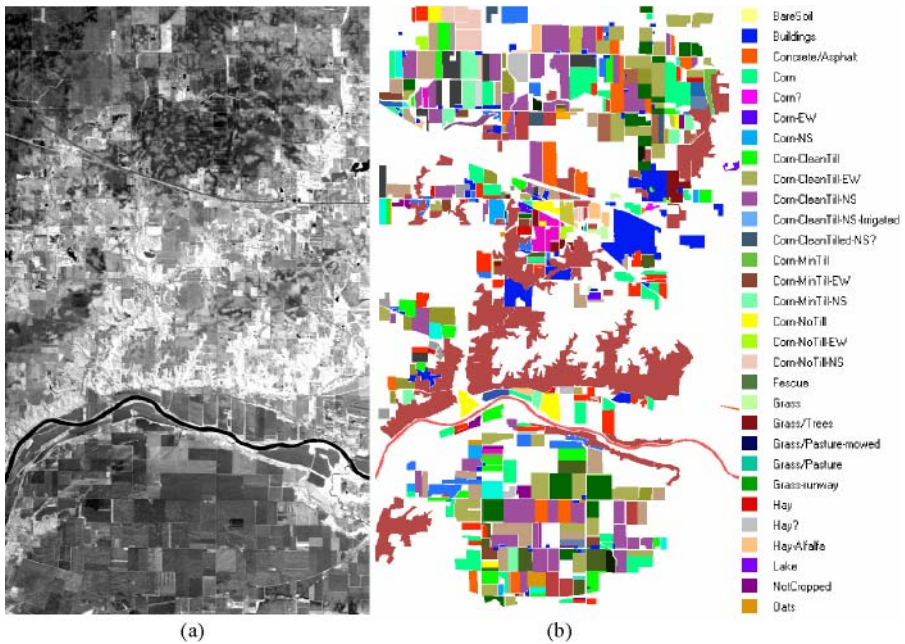 BareSoil
Buildings
Concrete/Asphalt
Corn
Corn?
Corn-EW
Corn-NS
Corn-CleanTill
Corn-CleanTill-EW
Corn-CleanTill-NS
Corn-CleanTill-NS-Irrigated
Corn-CleanTilled-NS?
Corn-MinTill
Corn-MinTill-EW
Corn-MinTill-NS
Corn-NoTill
Corn-NoTill-EW
Corn-NoTill-NS
Fescue
Grass
Grass/Trees
Grass/Pasture-mowed
Grass/Pasture
Grass-runway
Hay
Hay?
Hay-Alfalfa
Lake
NotCropped
Oats
(a)
(b)